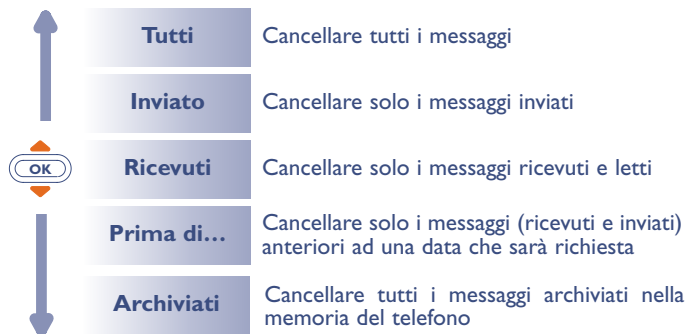 Tutti
Cancellare tutti i messaggi
Inviato
Cancellare solo i messaggi inviati
OK
Ricevuti
Cancellare solo i messaggi ricevuti e letti
Prima di…
Cancellare solo i messaggi (ricevuti e inviati)
anteriori ad una data che sarà richiesta
Archiviati
Cancellare tutti i messaggi archiviati nella
memoria del telefono